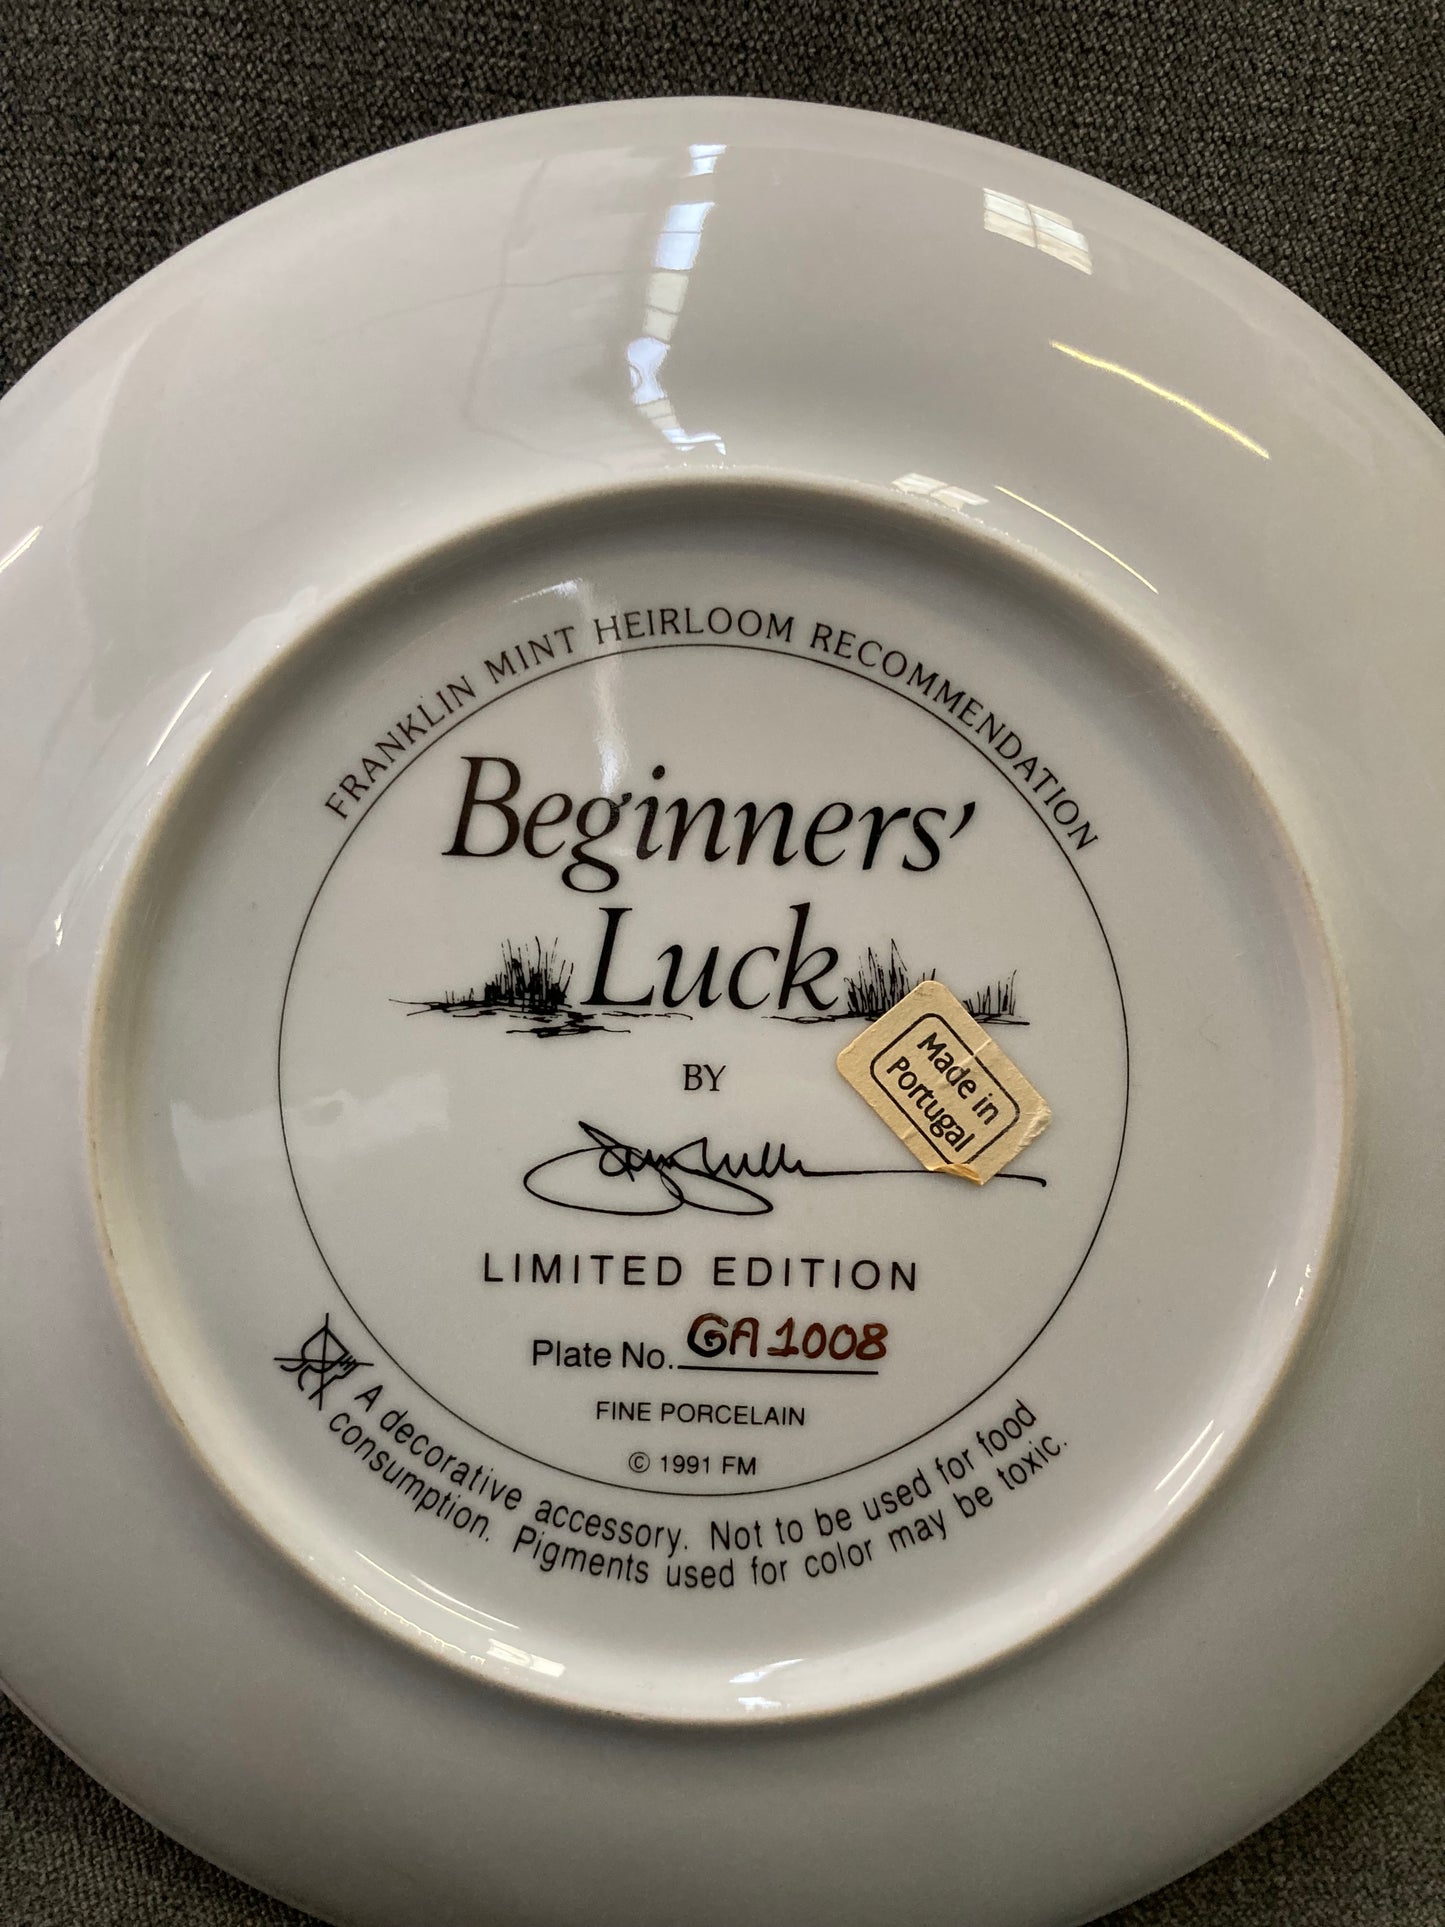 FRANKLIN MINT HEIRLOOM RECOMMENDATION
Beginners'
Luck
Made in
Portugal
BY
LIMITED EDITION
Plate No. GA1008
FINE PORCELAIN
© 1991 FM
A decorative accessory. Not to be used for food
consumption. Pigments used for color may be toxic.